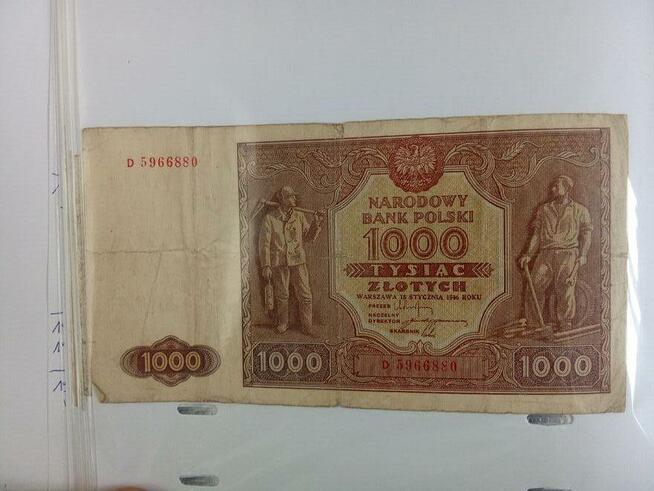 D 5966880
NARODOWY
BANK POLSKI
1000
TYSIĄC
ZŁOTYCH
WARSZAWA 15 STYCZNIA 1946 ROKU
PREZES
NACZELNY
DYREKTOR
SKARBNIK
1000
1000
D 5966880
1000